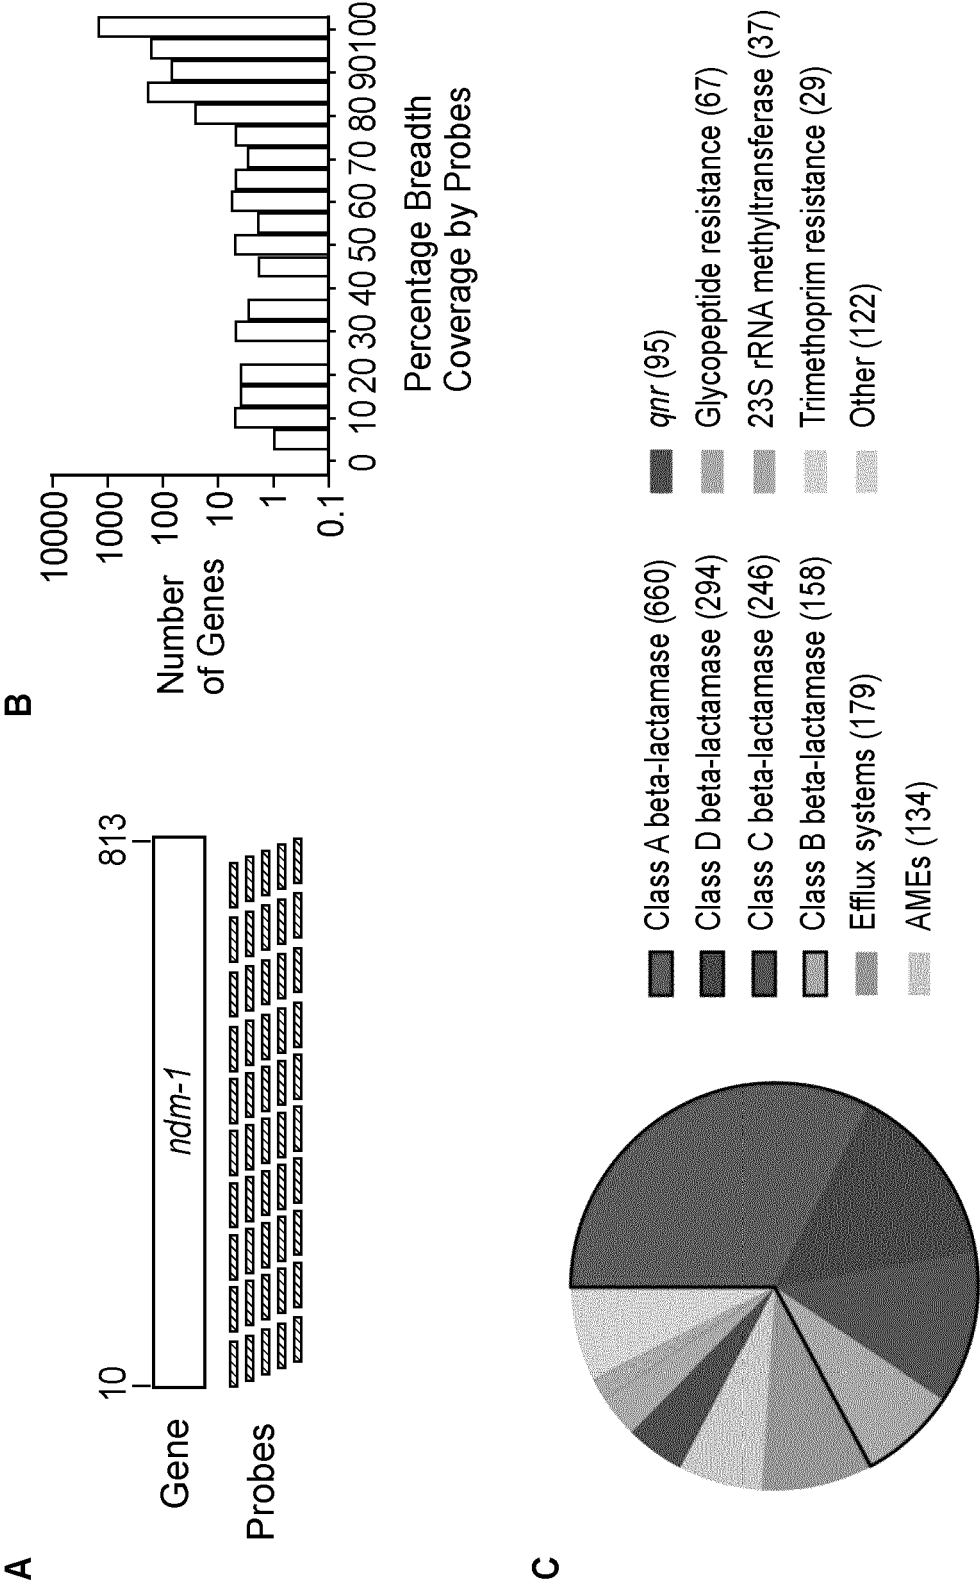 A
10
813
Gene
ndm-1
Probes
B
10000
1000
100
10
1
0.1
Number
of Genes
0 10 20 30 40 50 60 70 80 90 100
Percentage Breadth
Coverage by Probes
C
Class A beta-lactamase (660)
Class D beta-lactamase (294)
Class C beta-lactamase (246)
Class B beta-lactamase (158)
Efflux systems (179)
AMEs (134)
qnr (95)
Glycopeptide resistance (67)
23S rRNA methyltransferase (37)
Trimethoprim resistance (29)
Other (122)